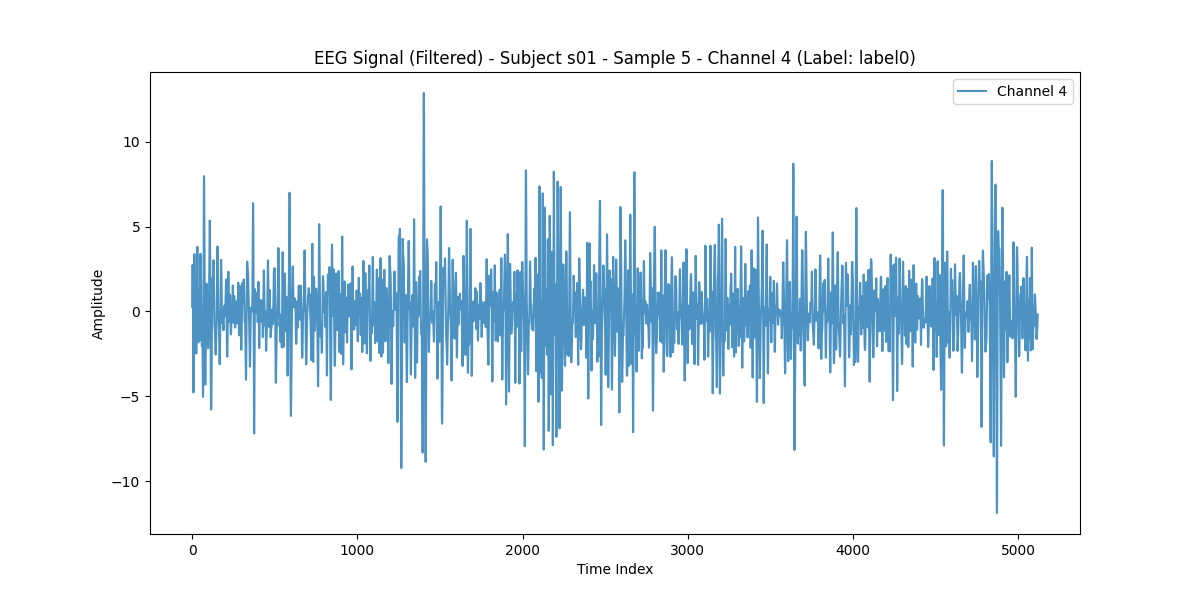 EEG Signal (Filtered) - Subject s01 - Sample 5 - Channel 4 (Label: label0)
Channel 4
10
5
0
−5
−10
Amplitude
0 1000 2000 3000 4000 5000
Time Index